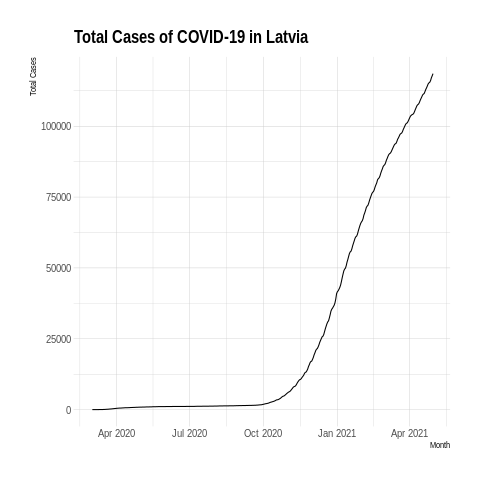 Total Cases of COVID-19 in Latvia
Total Cases
100000
75000
50000
25000
0
Apr 2020 Jul 2020 Oct 2020 Jan 2021 Apr 2021
Month